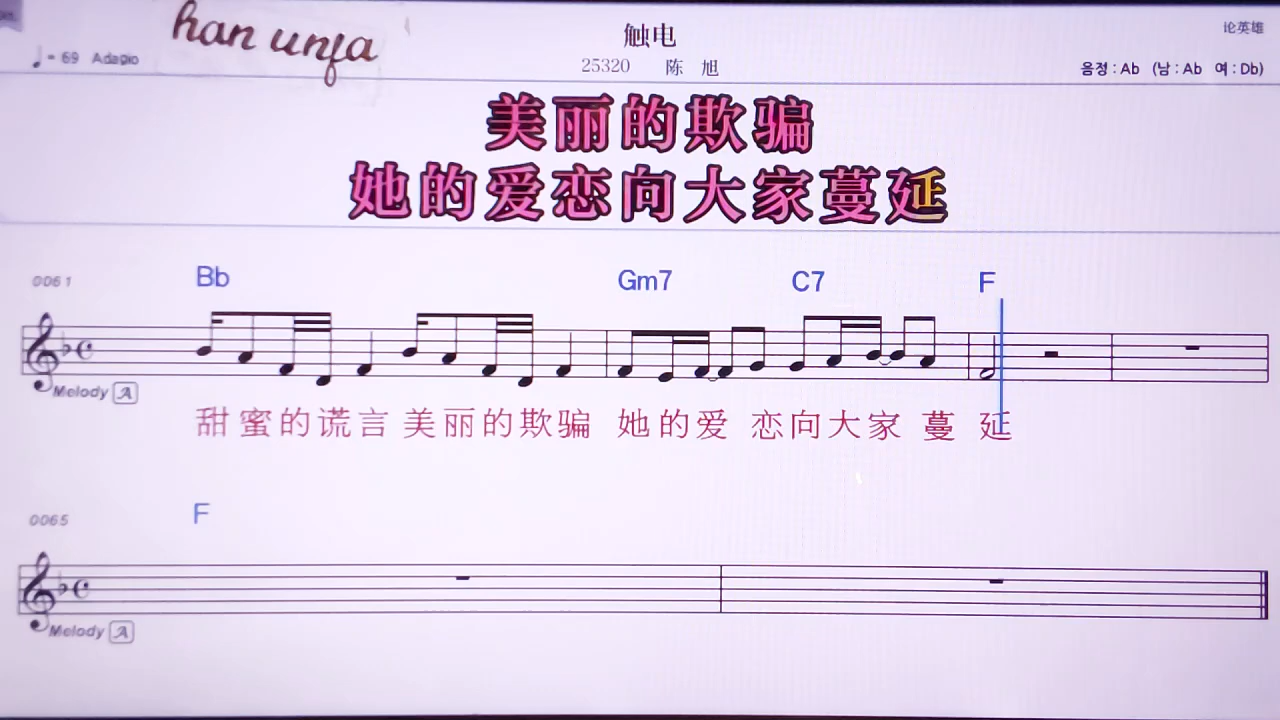 han unfa
触电
论英雄
♩= 69 Adagio
25320 陈 旭
음정 : Ab (남 : Ab 여 : Db)
美丽的欺骗
她的爱恋向大家蔓延
0061 Bb Gm7 C7 F
Melody A
甜蜜的谎言 美丽的欺骗 她的爱 恋向大家 蔓 延
0065 F
Melody A